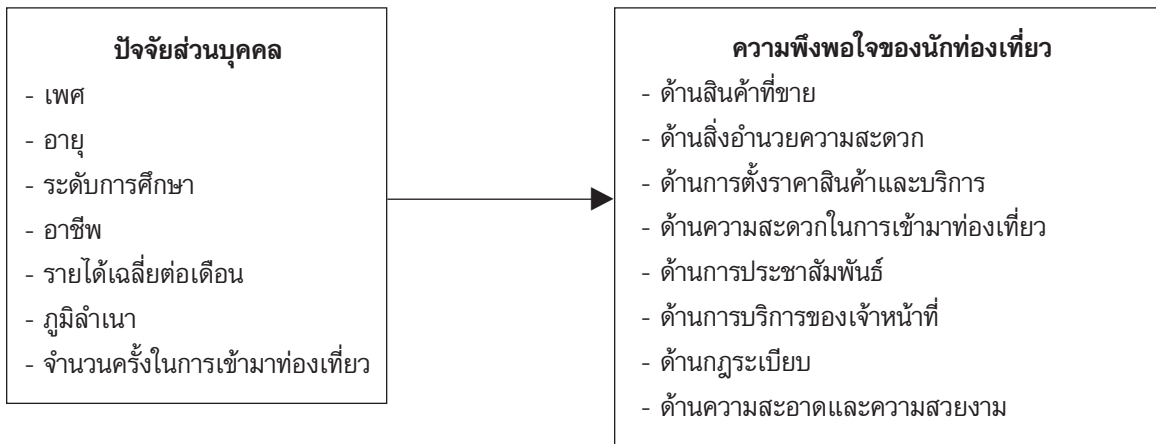 ปัจจัยส่วนบุคคล
- เพศ
- อายุ
- ระดับการศึกษา
- อาชีพ
- รายได้เฉลี่ยต่อเดือน
- ภูมิลำเนา
- จำนวนครั้งในการเข้ามาท่องเที่ยว
ความพึงพอใจของนักท่องเที่ยว
- ด้านสินค้าที่ขาย
- ด้านสิ่งอำนวยความสะดวก
- ด้านการตั้งราคาสินค้าและบริการ
- ด้านความสะดวกในการเข้ามาท่องเที่ยว
- ด้านการประชาสัมพันธ์
- ด้านการบริการของเจ้าหน้าที่
- ด้านกฎระเบียบ
- ด้านความสะอาดและความสวยงาม